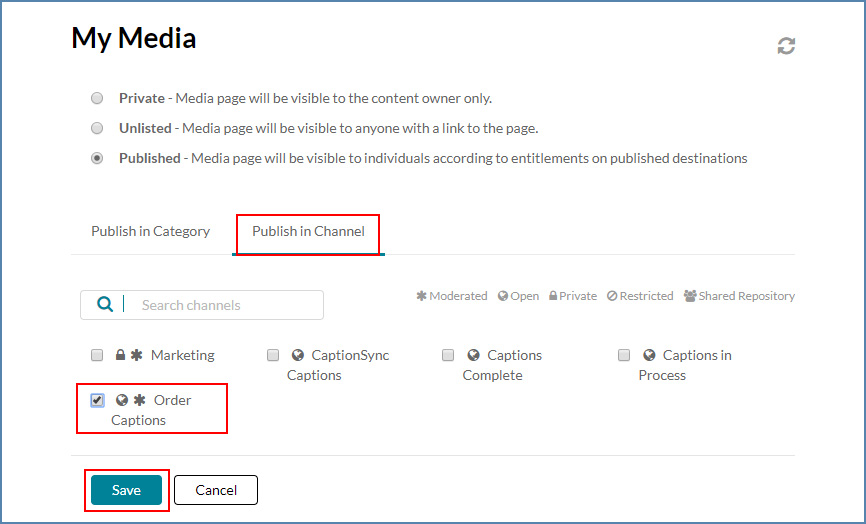 My Media
Private - Media page will be visible to the content owner only.
Unlisted - Media page will be visible to anyone with a link to the page.
Published - Media page will be visible to individuals according to entitlements on published destinations
Publish in Category Publish in Channel
Search channels Moderated Open Private Restricted Shared Repository
Marketing CaptionSync Captions Captions in
Captions Complete Process
Order
Captions
Save Cancel